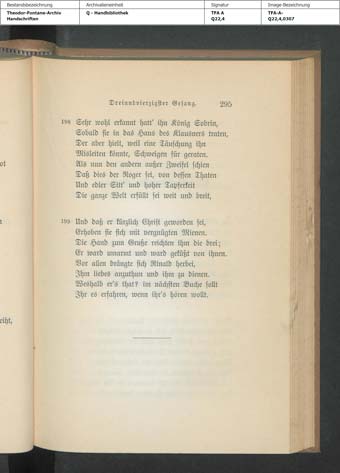 Bestandsbezeichnung
Archivalieneinheit
Signatur
Image-Bezeichnung
Theodor-Fontane-Archiv
Handschriften
Q - Handbibliothek
TFA A
Q22,4
TFA-A-
Q22,4,0307
Dreiundvierzigster Gesang. 295
198 Sehr wohl erkannt hatt' ihn König Sobrin,
Sobald sie in das Haus des Klausners traten,
Der aber hielt, weil eine Täuschung ihn
Misleiten könnte, Schweigen für geraten.
Als nun den andern außer Zweifel schien
Daß dies der Roger sei, von dessen Thaten
Und edler Sitt' und hoher Tapferkeit
Die ganze Welt erfüllt sei weit und breit,
199 Und daß er kürzlich Christ geworden sei,
Erhoben sie sich mit vergnügten Mienen.
Die Hand zum Gruße reichten ihm die drei;
Er ward umarmt und ward geküßt von ihnen.
Vor allen drängte sich Rinald herbei,
Ihm liebes anzuthun und ihm zu dienen.
Weshalb er's that? im nächsten Buche sollt
Ihr es erfahren, wenn ihr's hören wollt.